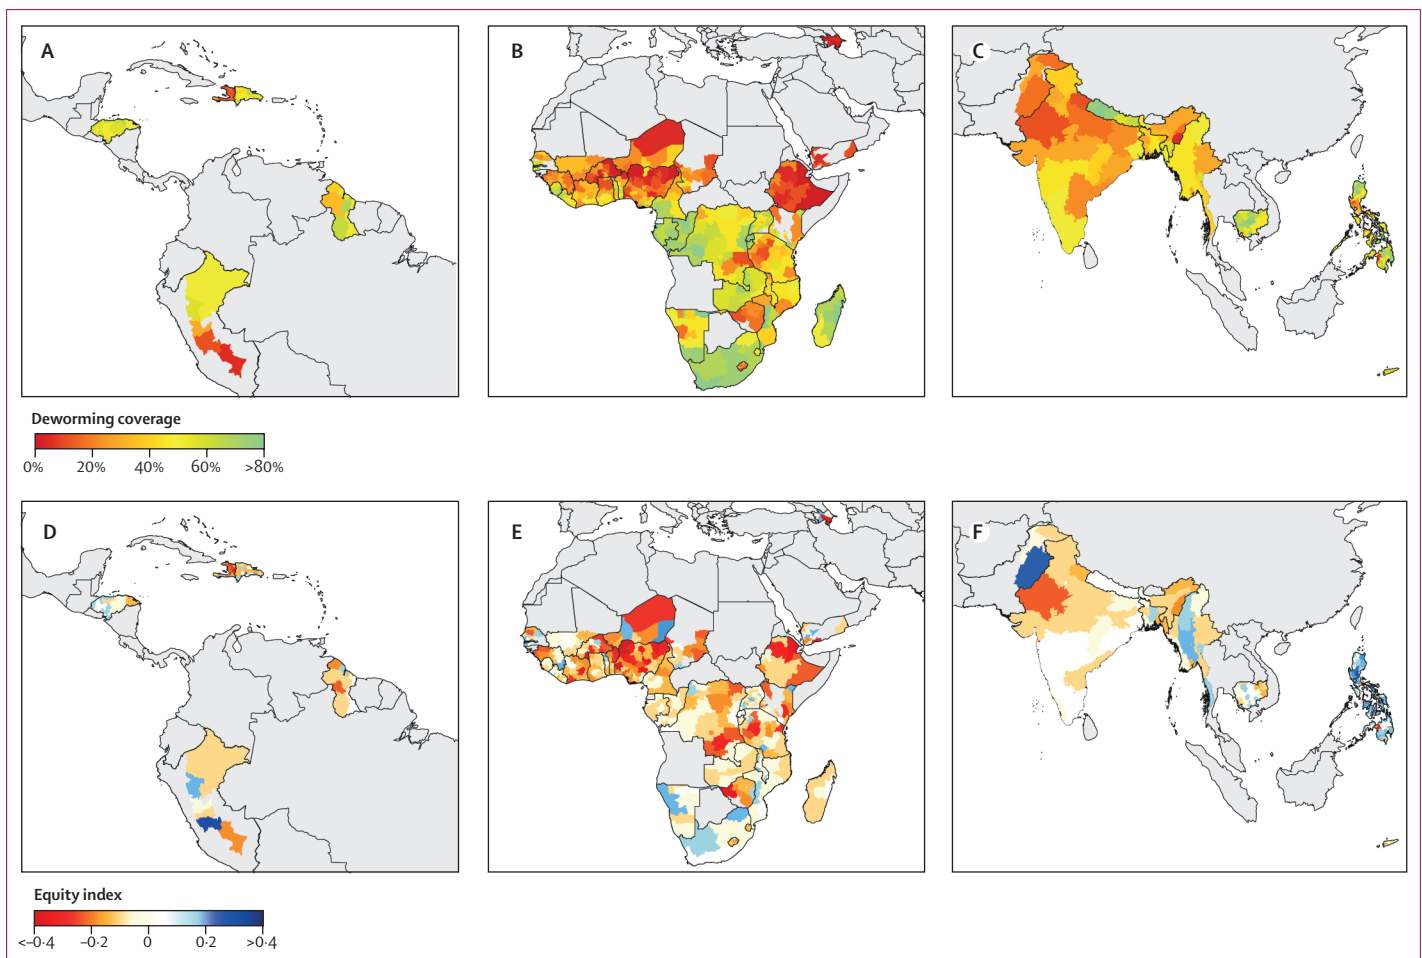 A
B
C
Deworming coverage
0% 20% 40% 60% >80%
D
E
F
Equity index
<–0·4 –0·2 0 0·2 >0·4